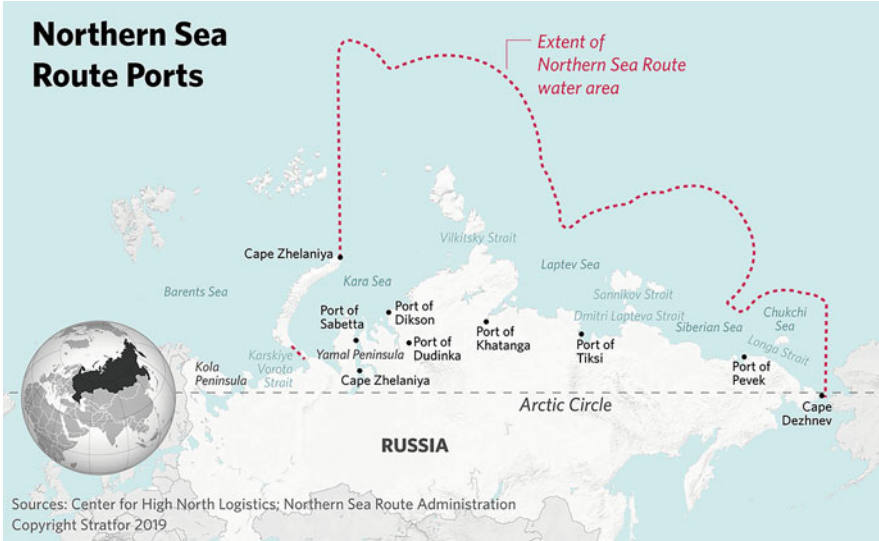 Northern Sea
Route Ports
Extent of
Northern Sea Route
water area
Cape Zhelaniya
Vilkitsky Strait
Kara Sea
Laptev Sea
Barents Sea
Sannikov Strait
Port of
Sabetta
Port of
Dikson
Dmitri Lapteva Strait
Chukchi
Sea
Siberian Sea
Port of
Khatanga
Port of
Dudinka
Port of
Tiksi
Longa Strait
Karskiye
Vorota
Strait
Yamal Peninsula
Kola
Peninsula
Cape Zhelaniya
Port of
Pevek
Arctic Circle
Cape
Dezhnev
RUSSIA
Sources: Center for High North Logistics; Northern Sea Route Administration
Copyright Stratfor 2019